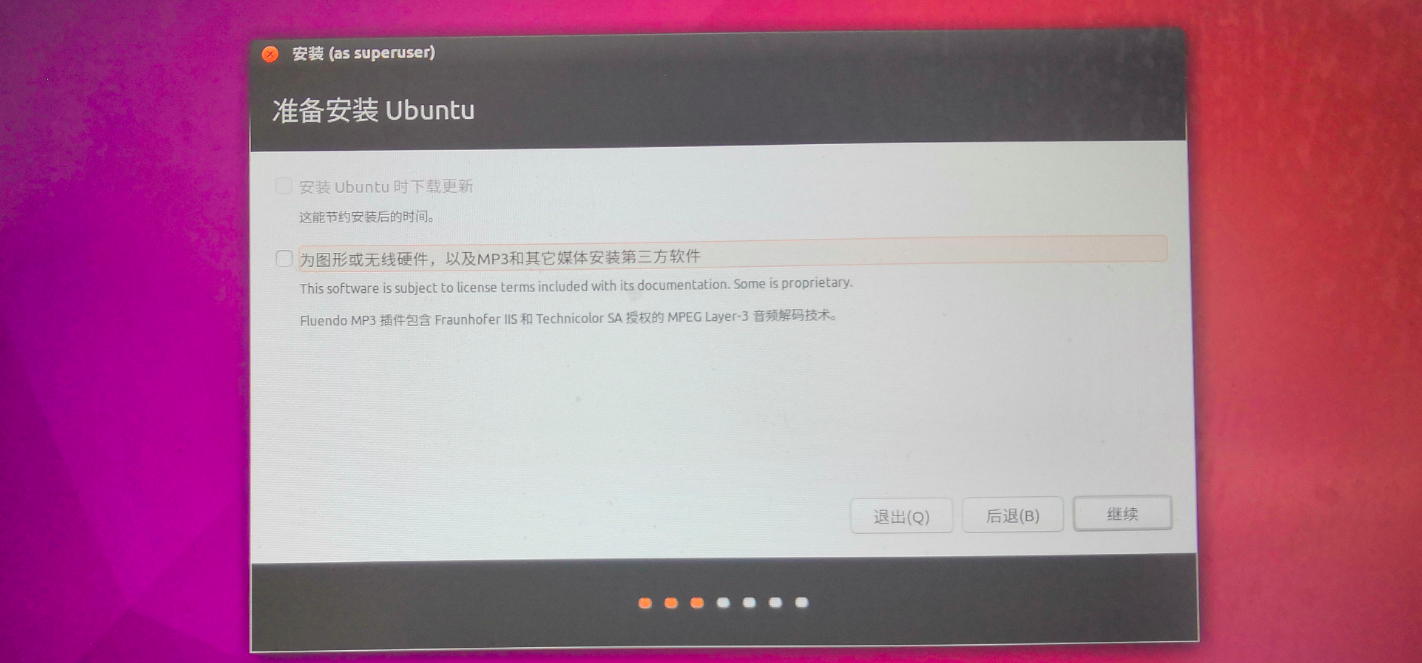 安装 (as superuser)
准备安装 Ubuntu
安装 Ubuntu 时下载更新
这能节约安装后的时间。
为图形或无线硬件，以及MP3和其它媒体安装第三方软件
This software is subject to license terms included with its documentation. Some is proprietary.
Fluendo MP3 插件包含 Fraunhofer IIS 和 Technicolor SA 授权的 MPEG Layer-3 音频解码技术。
退出(Q) 后退(B) 继续